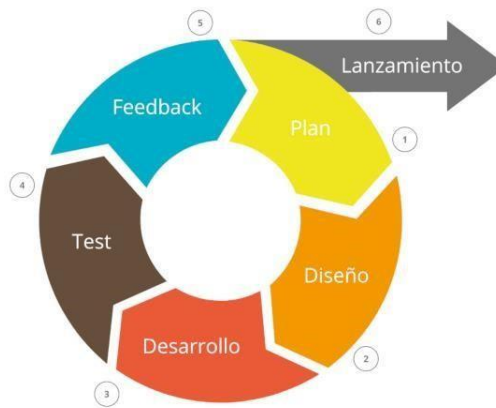 5
6
Lanzamiento
Feedback
Plan
1
4
Test
Diseño
Desarrollo
2
3